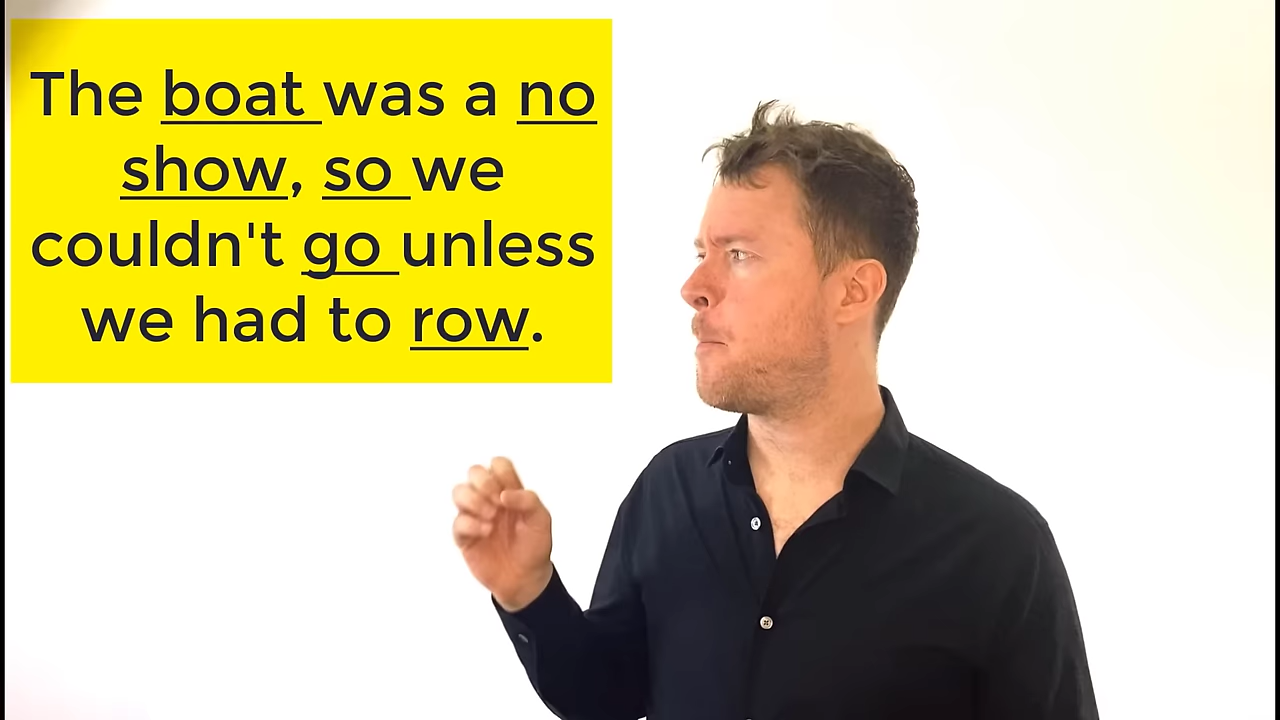 The boat was a no
show, so we
couldn't go unless
we had to row.